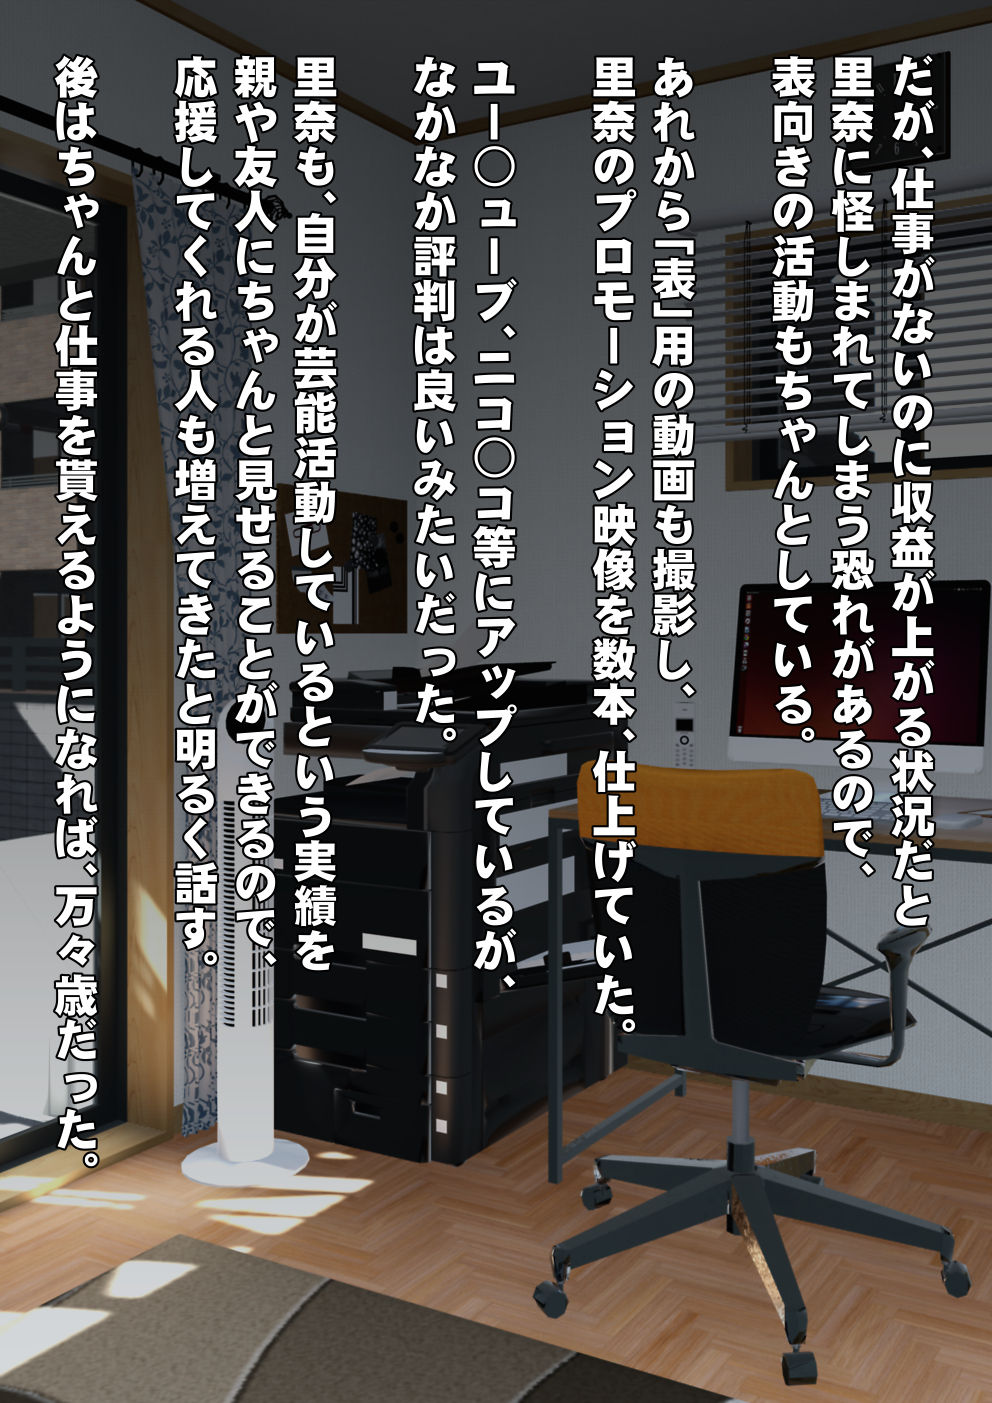 だが、仕事がないのに収益が上がる状況だと
里奈に怪しまれてしまう恐れがあるので、
表向きの活動もちゃんとしている。
あれから「表」用の動画も撮影し、
里奈のプロモーション映像を数本、仕上げていた。
ユー〇ューブ、ニコ〇コ等にアップしているが、
なかなか評判は良いみたいだった。
里奈も、自分が芸能活動しているという実績を
親や友人にちゃんと見せることができるので、
応援してくれる人も増えてきたと明るく話す。
後はちゃんと仕事を貰えるようになれば、万々歳だった。